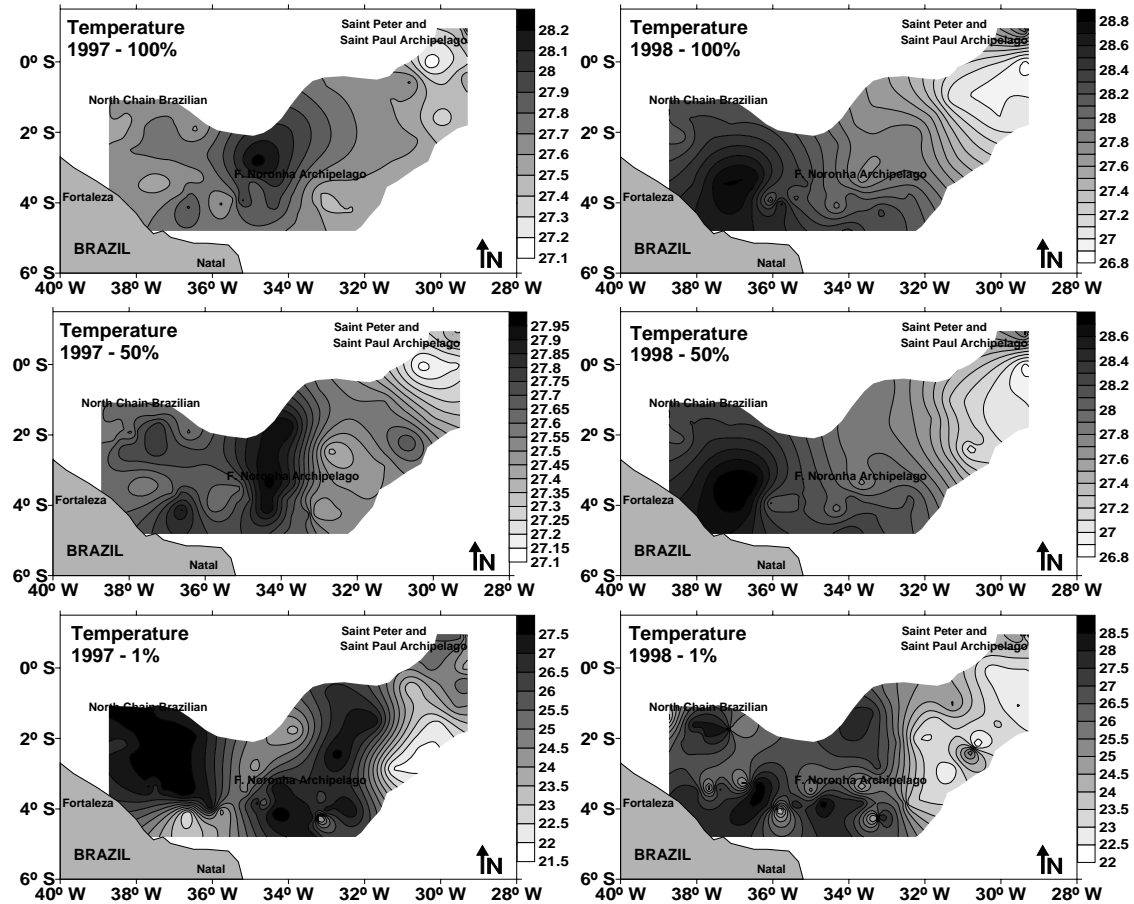 Temperature
1997 - 100%
Saint Peter and
Saint Paul Archipelago
North Chain Brazilian
F. Noronha Archipelago
Fortaleza
BRAZIL
Natal
N
0º S
2º S
4º S
6º S
40º W 38º W 36º W 34º W 32º W 30º W 28º W
28.2
28.1
28
27.9
27.8
27.7
27.6
27.5
27.4
27.3
27.2
27.1
Temperature
1998 - 100%
Saint Peter and
Saint Paul Archipelago
North Chain Brazilian
F. Noronha Archipelago
Fortaleza
BRAZIL
Natal
N
0º S
2º S
4º S
6º S
40º W 38º W 36º W 34º W 32º W 30º W 28º W
28.8
28.6
28.4
28.2
28
27.8
27.6
27.4
27.2
27
26.8
Temperature
1997 - 50%
Saint Peter and
Saint Paul Archipelago
North Chain Brazilian
F. Noronha Archipelago
Fortaleza
BRAZIL
Natal
N
0º S
2º S
4º S
6º S
40º W 38º W 36º W 34º W 32º W 30º W 28º W
27.95
27.9
27.85
27.8
27.75
27.7
27.65
27.6
27.55
27.5
27.45
27.4
27.35
27.3
27.25
27.2
27.15
27.1
Temperature
1998 - 50%
Saint Peter and
Saint Paul Archipelago
North Chain Brazilian
F. Noronha Archipelago
Fortaleza
BRAZIL
Natal
N
0º S
2º S
4º S
6º S
40º W 38º W 36º W 34º W 32º W 30º W 28º W
28.6
28.4
28.2
28
27.8
27.6
27.4
27.2
27
26.8
Temperature
1997 - 1%
Saint Peter and
Saint Paul Archipelago
North Chain Brazilian
F. Noronha Archipelago
Fortaleza
BRAZIL
Natal
N
0º S
2º S
4º S
6º S
40º W 38º W 36º W 34º W 32º W 30º W 28º W
27.5
27
26.5
26
25.5
25
24.5
24
23.5
23
22.5
22
21.5
Temperature
1998 - 1%
Saint Peter and
Saint Paul Archipelago
North Chain Brazilian
F. Noronha Archipelago
Fortaleza
BRAZIL
Natal
N
0º S
2º S
4º S
6º S
40º W 38º W 36º W 34º W 32º W 30º W 28º W
28.5
28
27.5
27
26.5
26
25.5
25
24.5
24
23.5
23
22.5
22